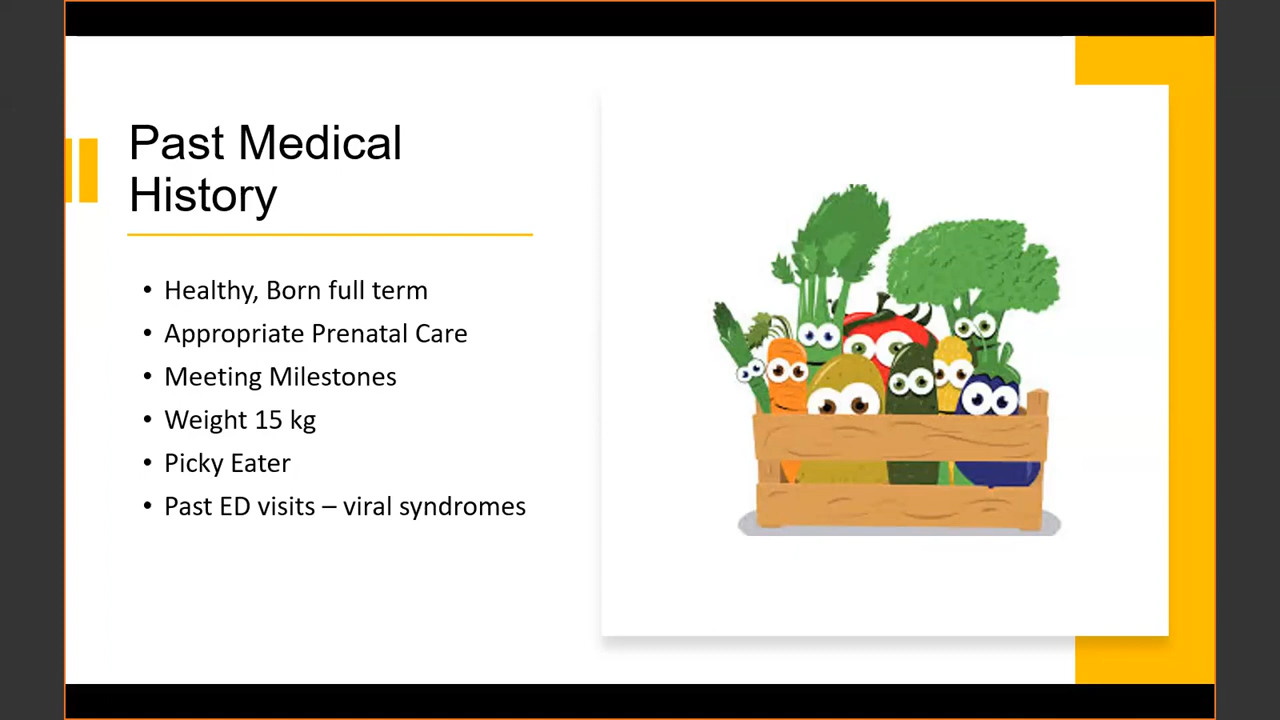 Past Medical
History
• Healthy, Born full term
• Appropriate Prenatal Care
• Meeting Milestones
• Weight 15 kg
• Picky Eater
• Past ED visits – viral syndromes